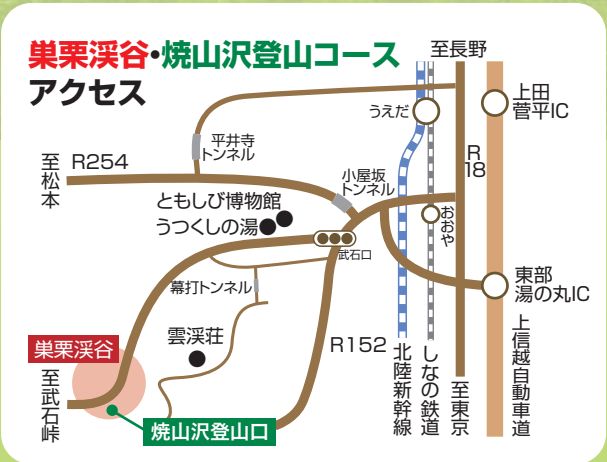 巣栗渓谷・焼山沢登山コース
アクセス
至長野
うえだ
上田
菅平IC
平井寺
トンネル
R254
至松本
小屋坂
トンネル
R18
ともしび博物館
うつくしの湯
おおや
武石口
東部
湯の丸IC
幕打トンネル
雲渓荘
R152
北陸新幹線
しなの鉄道
至東京
上信越自動車道
巣栗渓谷
至武石峠
焼山沢登山口